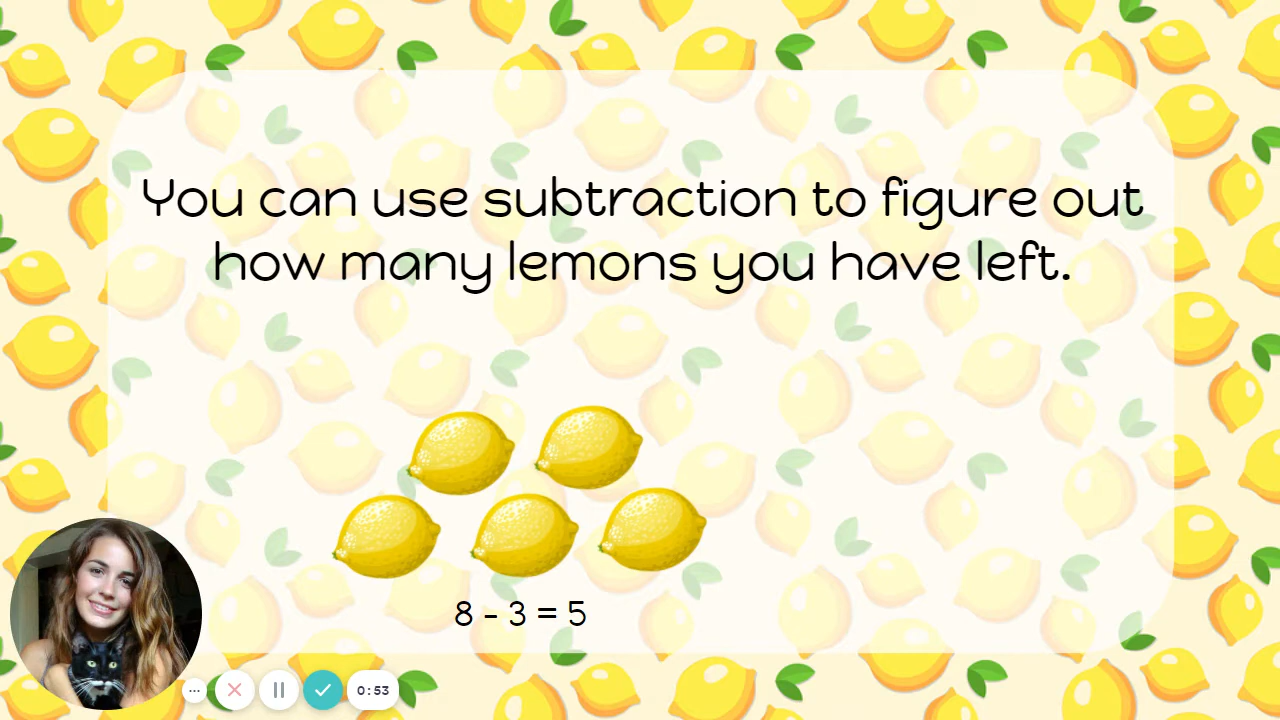 You can use subtraction to figure out
how many lemons you have left.
8 - 3 = 5
0:53